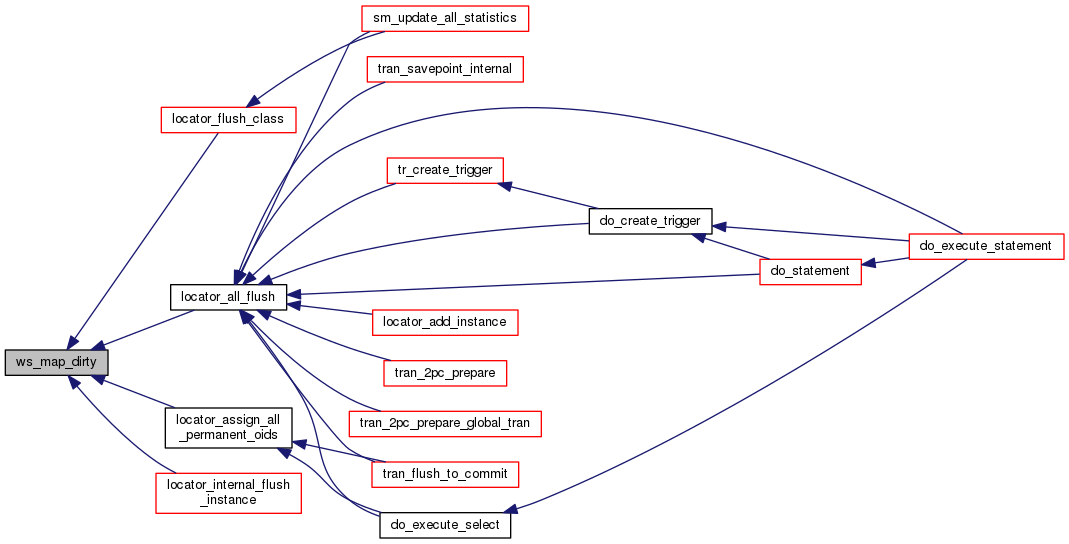 sm_update_all_statistics
tran_savepoint_internal
locator_flush_class
tr_create_trigger
do_create_trigger
do_execute_statement
do_statement
locator_all_flush
locator_add_instance
ws_map_dirty
tran_2pc_prepare
locator_assign_all
_permanent_oids
tran_2pc_prepare_global_tran
tran_flush_to_commit
locator_internal_flush
_instance
do_execute_select